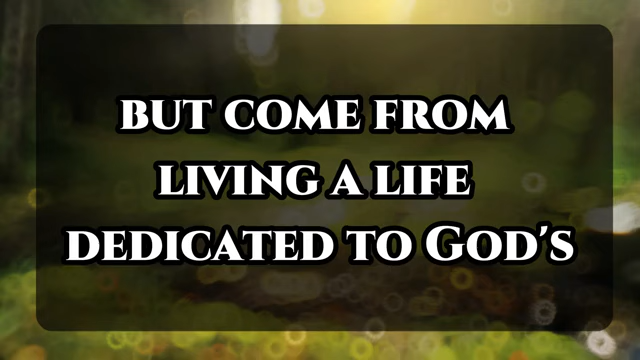 BUT COME FROM
LIVING A LIFE
DEDICATED TO GOD'S